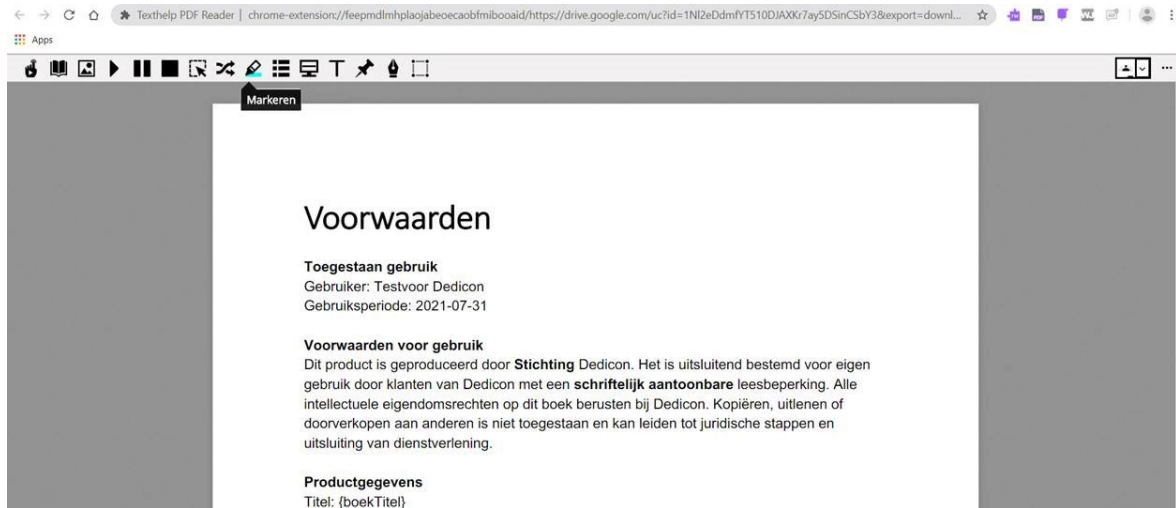 Texthelp PDF Reader | chrome-extension://feepmdlmhplaojabeoecaobfmibooaid/https://drive.google.com/uc?id=1Nl2eDdmfYT510DJAXKr7ay5DSinCSbY3&export=downl...
Apps
Markeren
Voorwaarden
Toegestaan gebruik
Gebruiker: Testvoor Dedicon
Gebruiksperiode: 2021-07-31
Voorwaarden voor gebruik
Dit product is geproduceerd door Stichting Dedicon. Het is uitsluitend bestemd voor eigen
gebruik door klanten van Dedicon met een schriftelijk aantoonbare leesbeperking. Alle
intellectuele eigendomsrechten op dit boek berusten bij Dedicon. Kopiëren, uitlenen of
doorverkopen aan anderen is niet toegestaan en kan leiden tot juridische stappen en
uitsluiting van dienstverlening.
Productgegevens
Titel: {boekTitel}